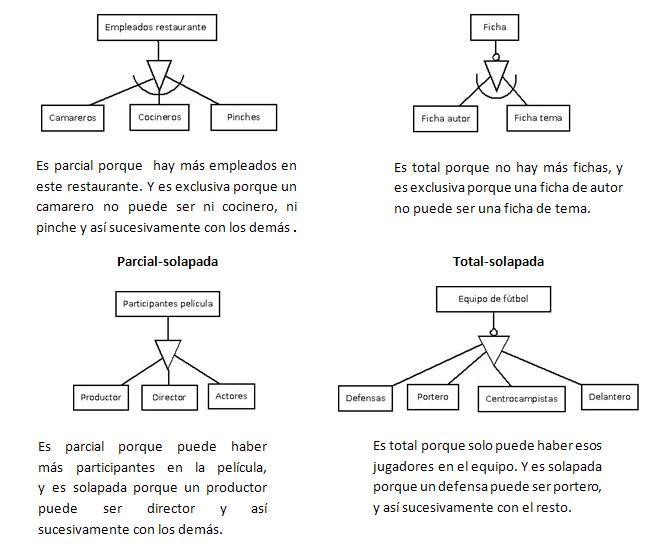 Empleados restaurante
Camareros
Cocineros
Pinches
Es parcial porque hay más empleados en
este restaurante. Y es exclusiva porque un
camarero no puede ser ni cocinero, ni
pinche y así sucesivamente con los demás .
Ficha
Ficha autor
Ficha tema
Es total porque no hay más fichas, y
es exclusiva porque una ficha de autor
no puede ser una ficha de tema.
Parcial-solapada
Participantes película
Productor
Director
Actores
Es parcial porque puede haber
más participantes en la película,
y es solapada porque un productor
puede ser director y así
sucesivamente con los demás.
Total-solapada
Equipo de fútbol
Defensas
Portero
Centrocampistas
Delantero
Es total porque solo puede haber esos
jugadores en el equipo. Y es solapada
porque un defensa puede ser portero,
y así sucesivamente con el resto.